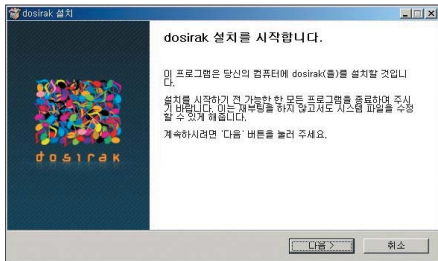 dosirak 설치
dosirak 설치를 시작합니다.
이 프로그램은 당신의 컴퓨터에 dosirak(을)를 설치할 것입니
다.
설치를 시작하기 전 가능한 한 모든 프로그램을 종료하여 주시
기 바랍니다. 이는 재부팅을 하지 않고서도 시스템 파일을 수정
할 수 있게 해줍니다.
계속하시려면 '다음' 버튼을 눌러 주세요.
dosirak
다음 >
취소